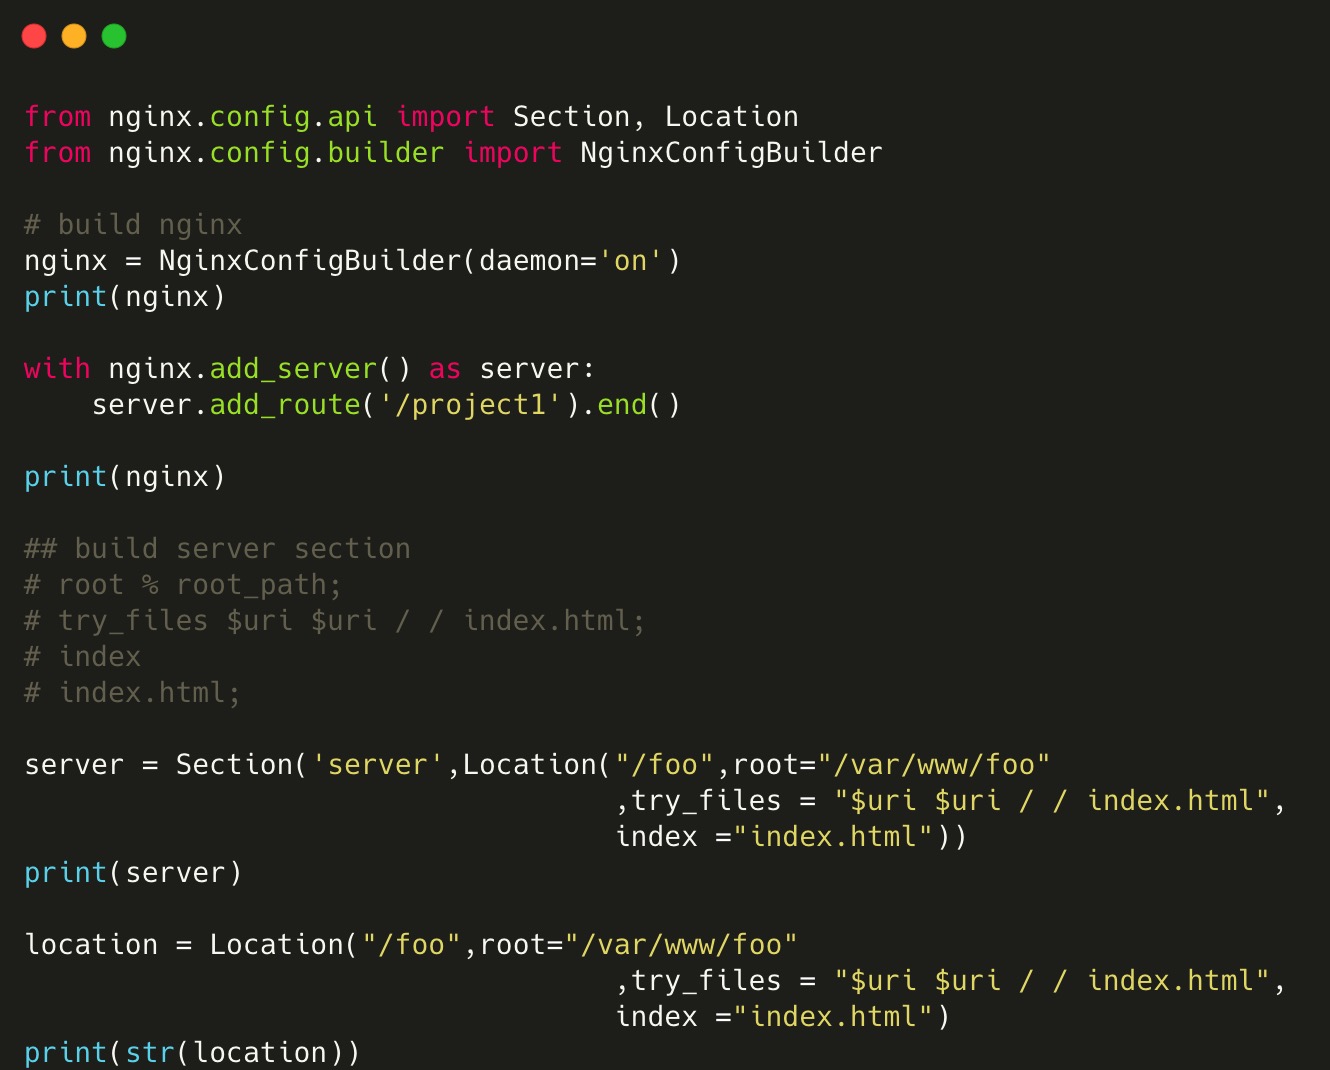 from nginx.config.api import Section, Location
from nginx.config.builder import NginxConfigBuilder
# build nginx
nginx = NginxConfigBuilder(daemon='on')
print(nginx)
with nginx.add_server() as server:
    server.add_route('/project1').end()
print(nginx)
## build server section
# root % root_path;
# try_files $uri $uri / / index.html;
# index
# index.html;
server = Section('server',Location("/foo",root="/var/www/foo"
                                   ,try_files = "$uri $uri / / index.html",
                                   index ="index.html"))
print(server)
location = Location("/foo",root="/var/www/foo"
                                   ,try_files = "$uri $uri / / index.html",
                                   index ="index.html")
print(str(location))